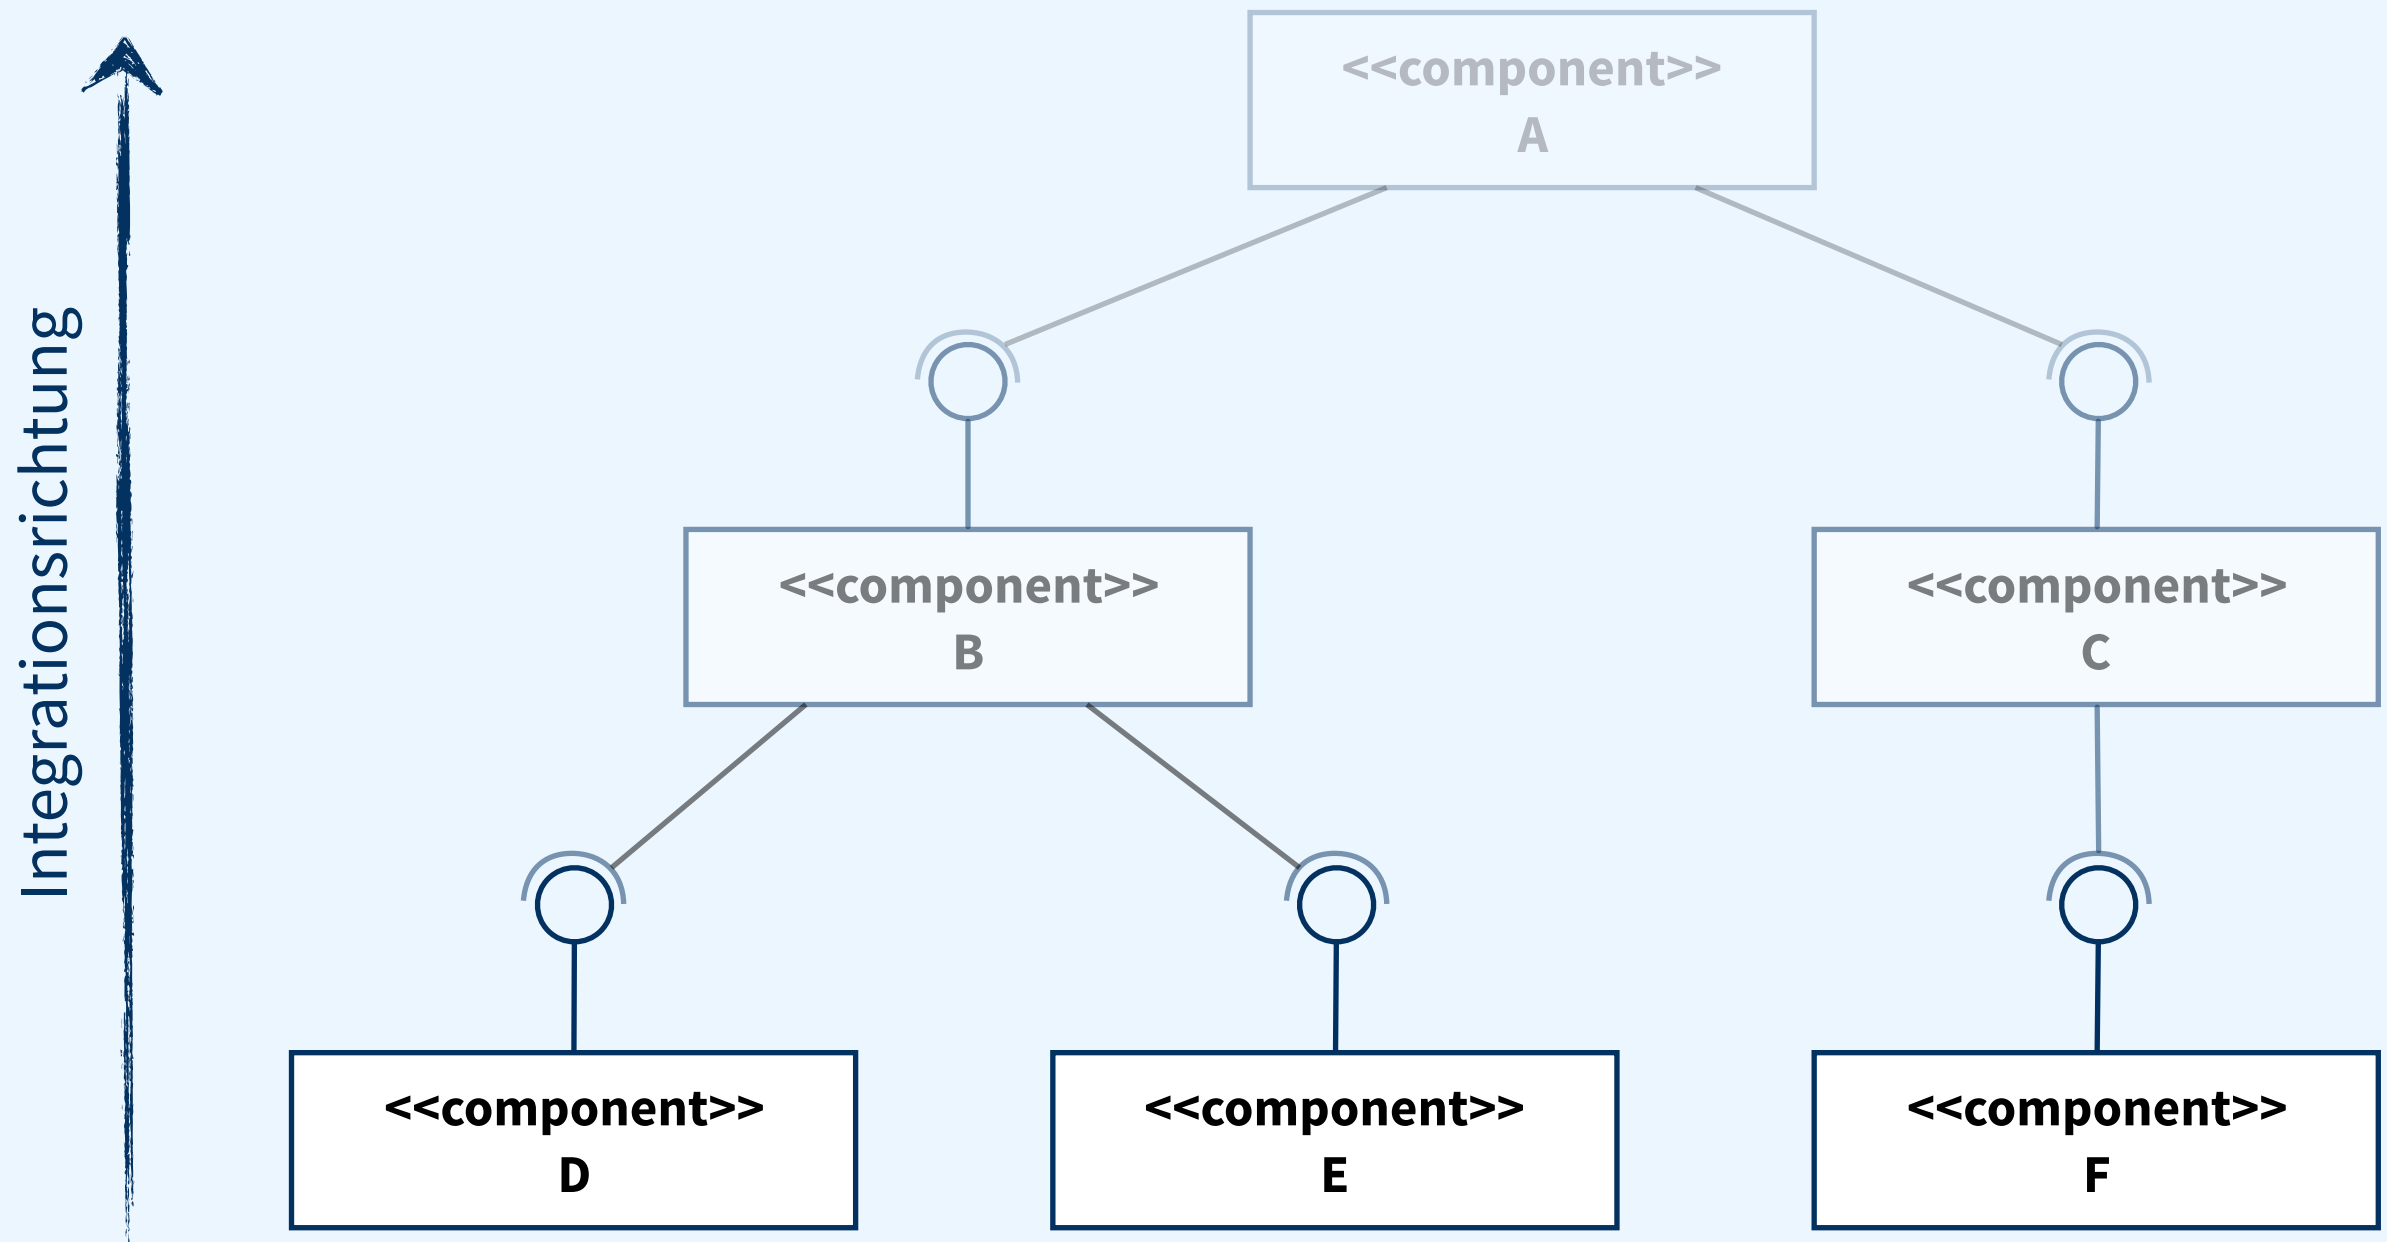 Integrationsrichtung
<<component>>
A
<<component>>
B
<<component>>
C
<<component>>
D
<<component>>
E
<<component>>
F